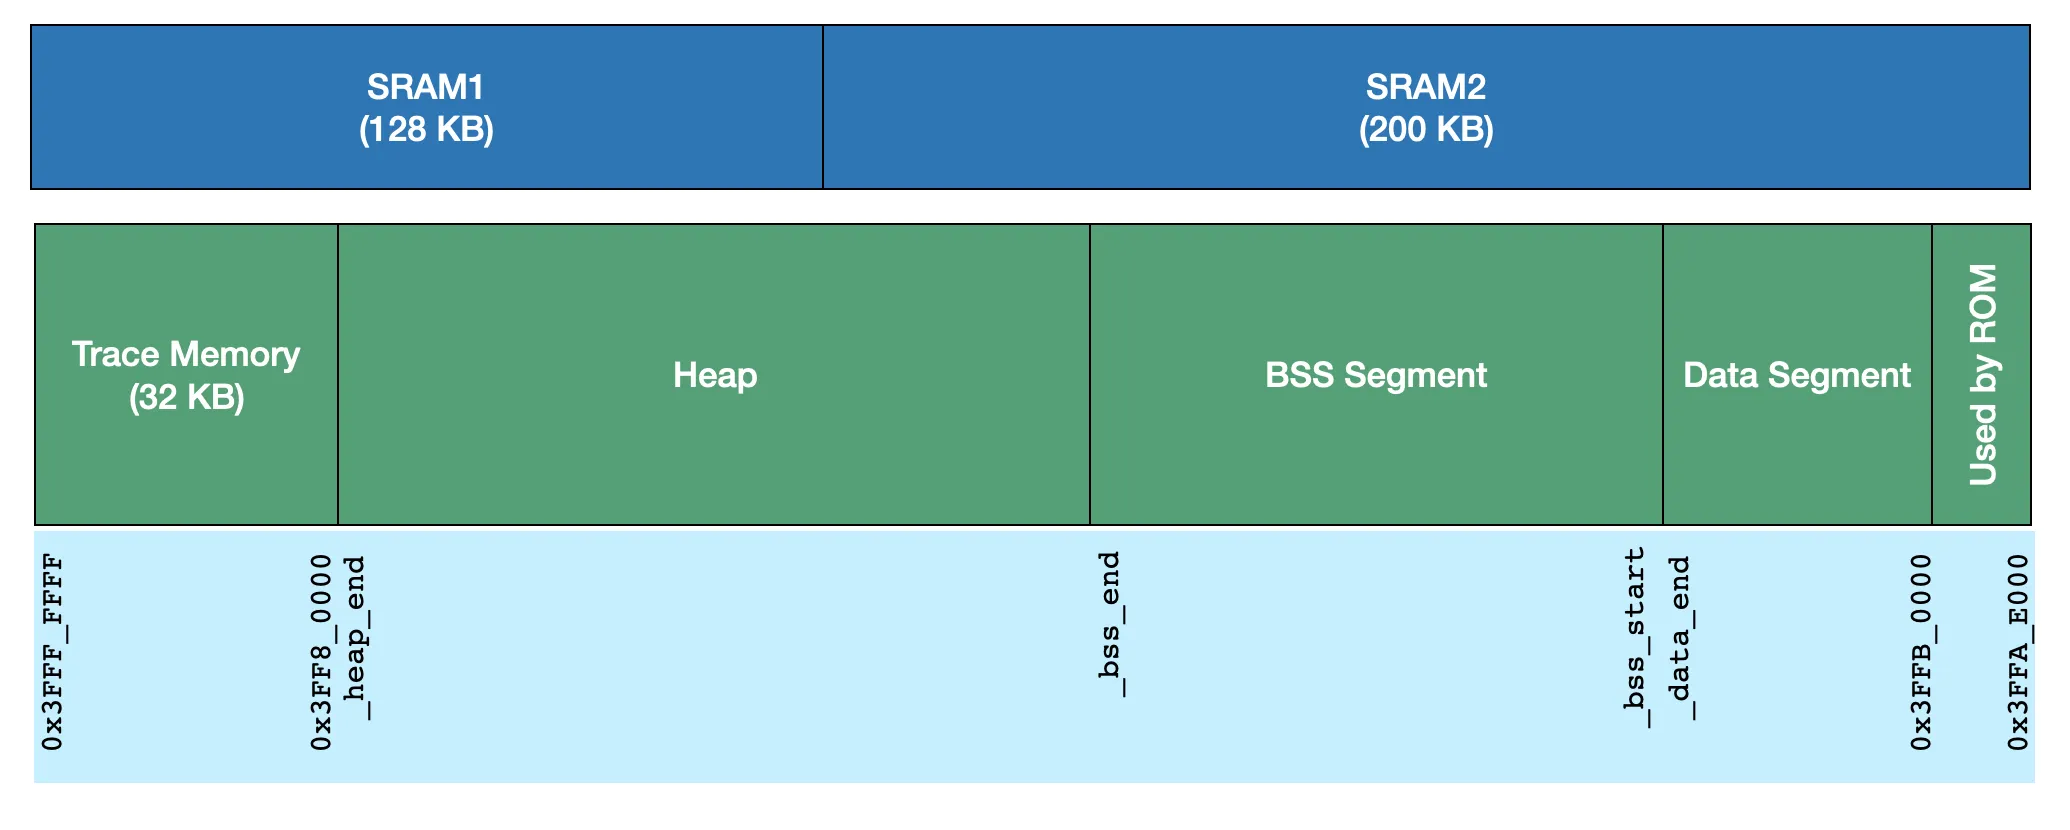 SRAM1
(128 KB)
SRAM2
(200 KB)
Trace Memory
(32 KB)
Heap
BSS Segment
Data Segment
Used by ROM
0x3FFF_FFFF
0x3FF8_0000
_heap_end
_bss_end
_bss_start
_data_end
0x3FFB_0000
0x3FFA_E000